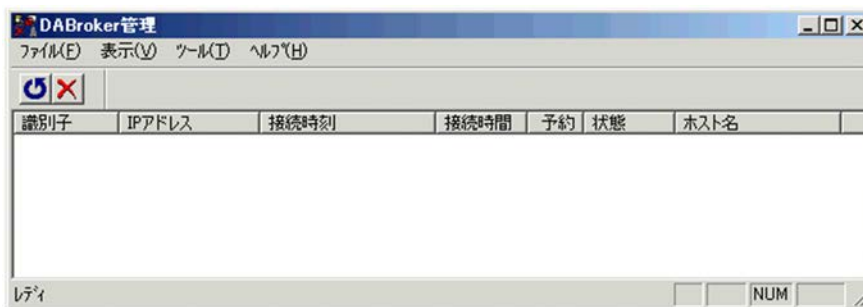 DABroker管理
ファイル(F) 表示(V) ツール(T) ヘルプ(H)
識別子 IPアドレス 接続時刻 接続時間 予約 状態 ホスト名
レディ NUM